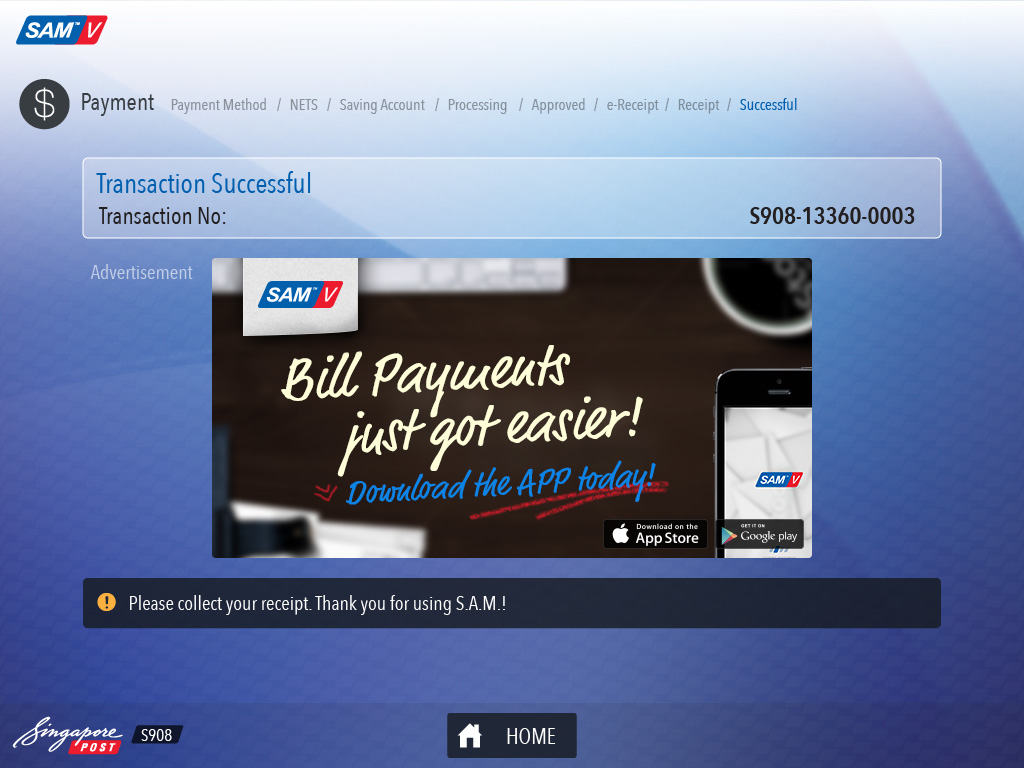 SAM™ V
Payment Payment Method / NETS / Saving Account / Processing / Approved / e-Receipt / Receipt / Successful
Transaction Successful
Transaction No: S908-13360-0003
Advertisement
SAM™ V
Bill Payments
just got easier!
Download the APP today!
SAM™ V
Download on the
App Store
GET IT ON
Google play
! Please collect your receipt. Thank you for using S.A.M.!
Singapore
POST
S908
HOME